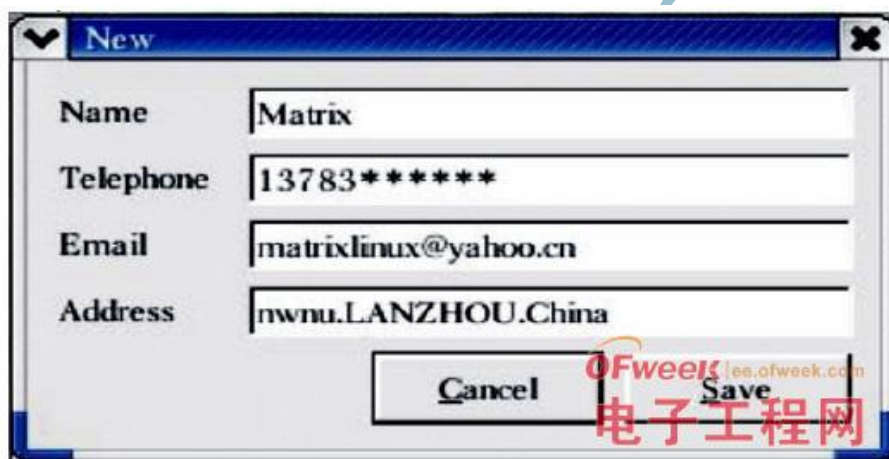 New
Name Matrix
Telephone 13783******
Email matrixlinux@yahoo.cn
Address nwnu.LANZHOU.China
Cancel Save
OFweek ee.ofweek.com
电子工程网